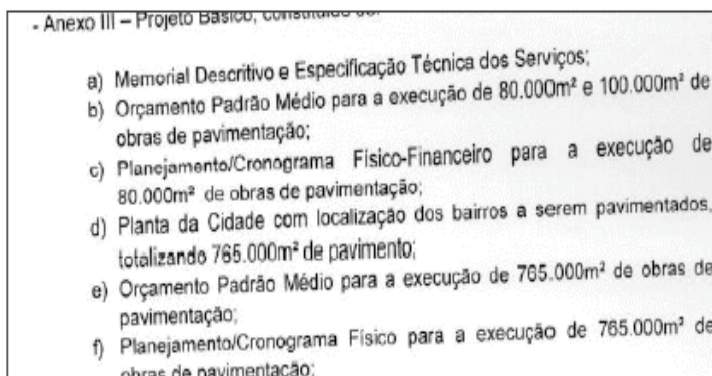 - Anexo III – Projeto Básico, constituído de:
a) Memorial Descritivo e Especificação Técnica dos Serviços;
b) Orçamento Padrão Médio para a execução de 80.000m² e 100.000m² de
obras de pavimentação;
c) Planejamento/Cronograma Físico-Financeiro para a execução de
80.000m² de obras de pavimentação;
d) Planta da Cidade com localização dos bairros a serem pavimentados,
totalizando 765.000m² de pavimento;
e) Orçamento Padrão Médio para a execução de 765.000m² de obras de
pavimentação;
f) Planejamento/Cronograma Físico para a execução de 765.000m² de
obras de pavimentação;